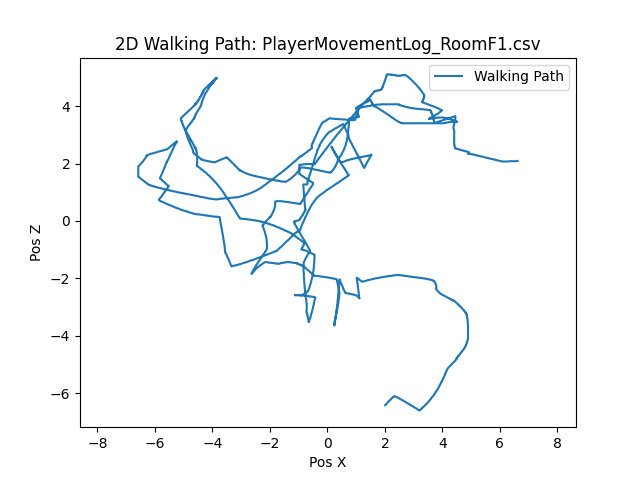 2D Walking Path: PlayerMovementLog_RoomF1.csv
Walking Path
4
2
0
−2
−4
−6
Pos Z
−8 −6 −4 −2 0 2 4 6 8
Pos X